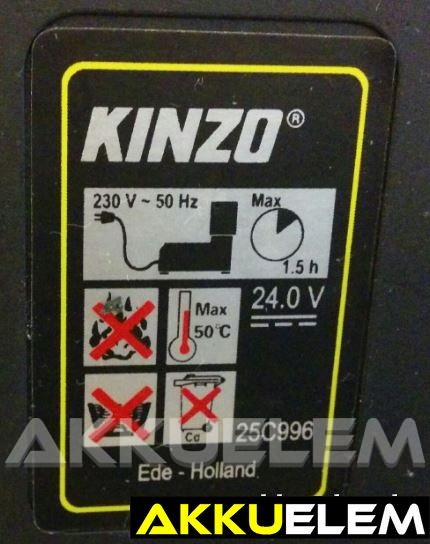 KINZO®
230 V ~ 50 Hz
Max
1.5 h
Max
50°C
24.0 V
Cd
25C996
AKKUELEM
Ede - Holland
AKKUELEM